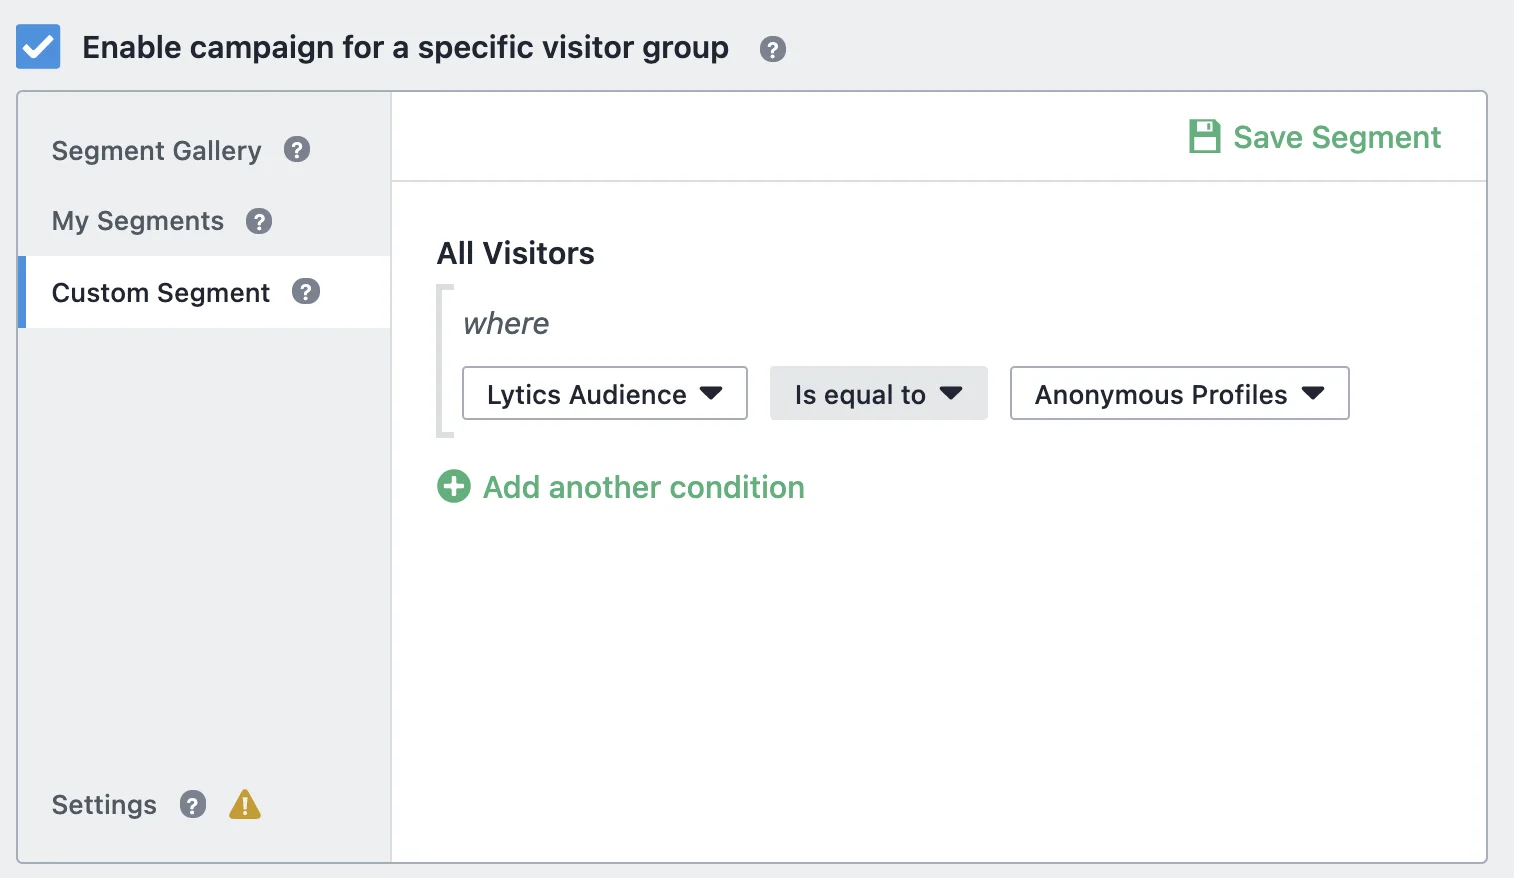 Enable campaign for a specific visitor group ?
Segment Gallery ?
My Segments ?
Custom Segment ?
Settings ?
Save Segment
All Visitors
where
Lytics Audience Is equal to Anonymous Profiles
Add another condition